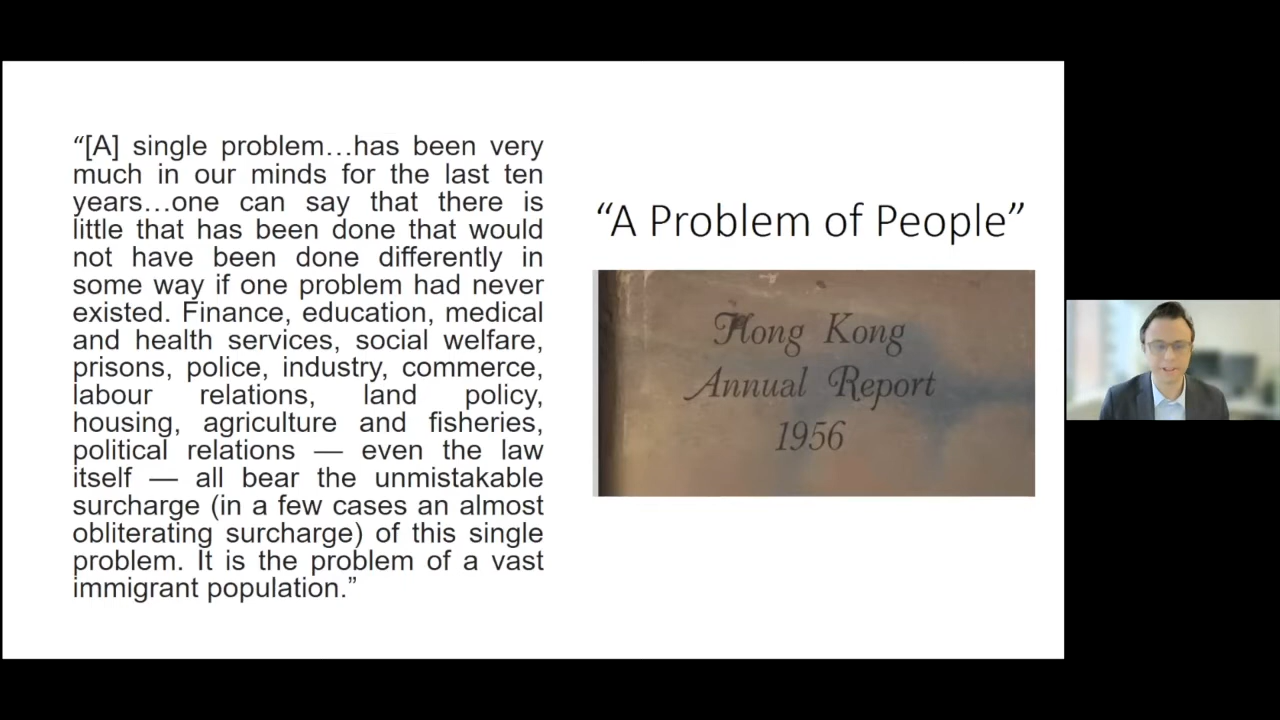 “[A] single problem…has been very
much in our minds for the last ten
years…one can say that there is
little that has been done that would
not have been done differently in
some way if one problem had never
existed. Finance, education, medical
and health services, social welfare,
prisons, police, industry, commerce,
labour relations, land policy,
housing, agriculture and fisheries,
political relations — even the law
itself — all bear the unmistakable
surcharge (in a few cases an almost
obliterating surcharge) of this single
problem. It is the problem of a vast
immigrant population.”
“A Problem of People”
Hong Kong
Annual Report
1956